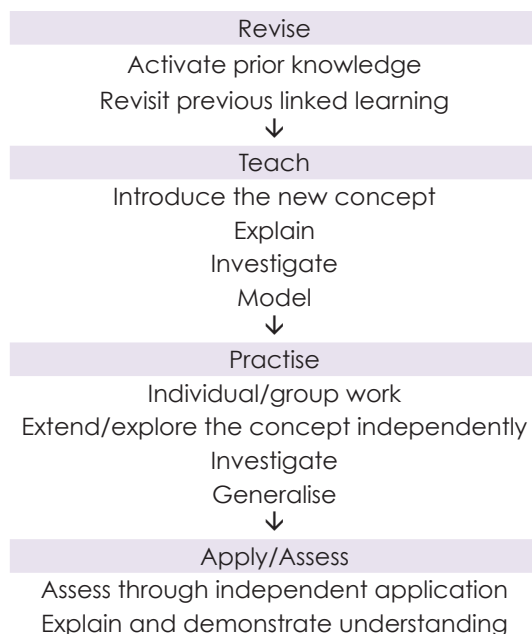 Revise
Activate prior knowledge
Revisit previous linked learning
↓
Teach
Introduce the new concept
Explain
Investigate
Model
↓
Practise
Individual/group work
Extend/explore the concept independently
Investigate
Generalise
↓
Apply/Assess
Assess through independent application
Explain and demonstrate understanding